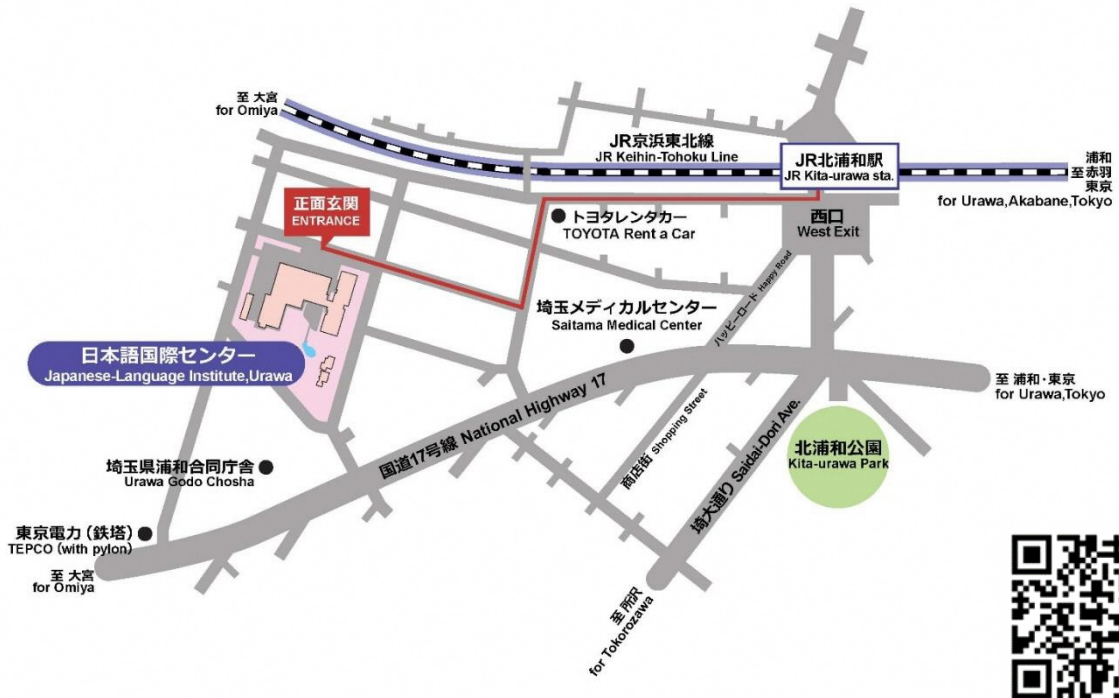 至 大宮
for Omiya
JR京浜東北線
JR Keihin-Tohoku Line
JR北浦和駅
JR Kita-urawa sta.
浦和
至 赤羽
東京
for Urawa,Akabane,Tokyo
正面玄関
ENTRANCE
トヨタレンタカー
TOYOTA Rent a Car
西口
West Exit
埼玉メディカルセンター
Saitama Medical Center
ハッピーロード Happy Road
日本語国際センター
Japanese-Language Institute,Urawa
至 浦和・東京
for Urawa,Tokyo
国道17号線 National Highway 17
商店街 Shopping Street
埼大通り Saidai-Dori Ave.
北浦和公園
Kita-urawa Park
埼玉県浦和合同庁舎
Urawa Godo Chosha
東京電力（鉄塔）
TEPCO (with pylon)
至 大宮
for Omiya
至 所沢
for Tokorozawa